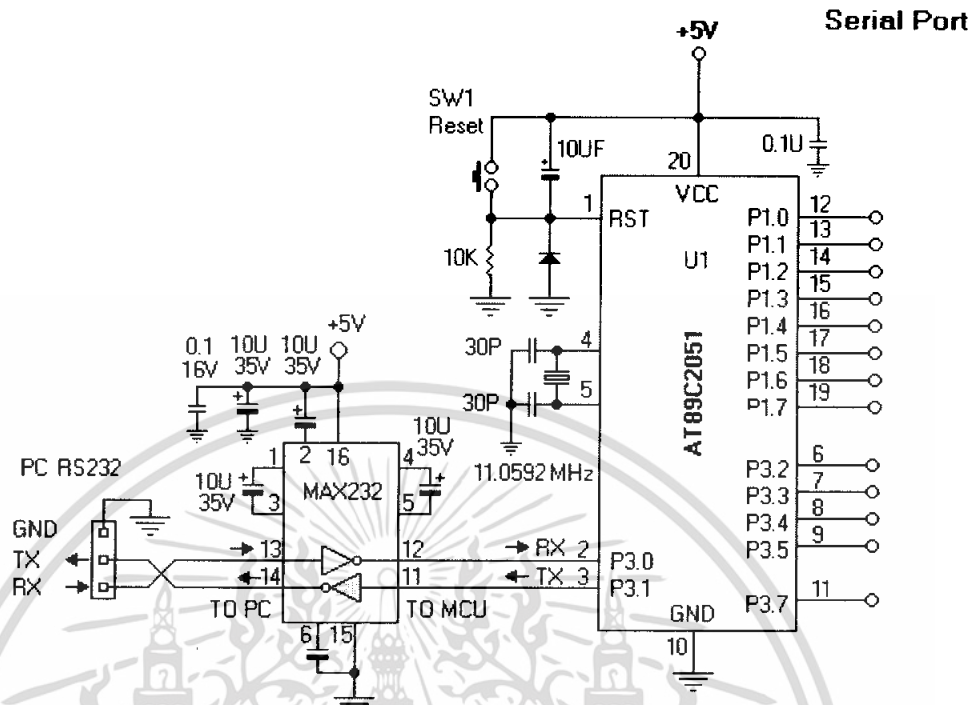 Serial Port
+5V
SW1
Reset
10UF
0.1U
20
VCC
1
RST
10K
U1
AT89C2051
P1.0 12
P1.1 13
P1.2 14
P1.3 15
P1.4 16
P1.5 17
P1.6 18
P1.7 19
P3.2 6
P3.3 7
P3.4 8
P3.5 9
P3.7 11
30P
4
30P
5
11.0592 MHz
+5V
0.1
16V
10U
35V
10U
35V
1
2
16
4
10U
35V
10U
35V
3
MAX232
5
PC RS232
GND
TX
RX
13
12
14
11
TO PC
TO MCU
6
15
RX 2
P3.0
TX 3
P3.1
GND
10